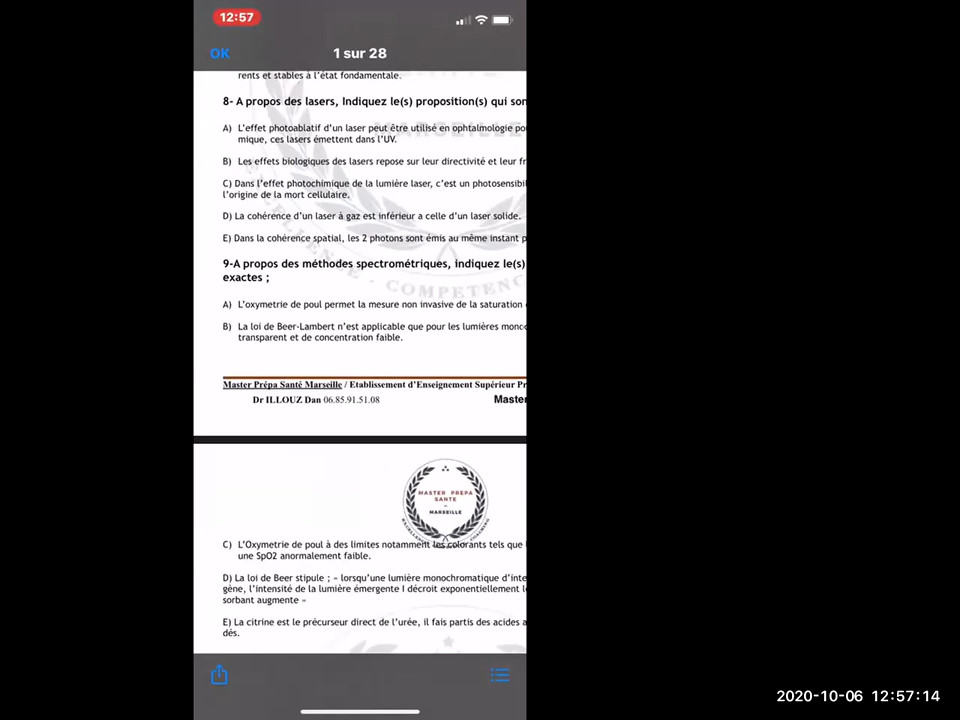 12:57
OK
1 sur 28
rents et stables à l'état fondamentale.
8- A propos des lasers, Indiquez le(s) proposition(s) qui son
A) L'effet photoablatif d'un laser peut être utilisé en ophtalmologie po
mique, ces lasers émettent dans l'UV.
B) Les effets biologiques des lasers repose sur leur directivité et leur fr
C) Dans l'effet photochimique de la lumière laser, c'est un photosensibi
l'origine de la mort cellulaire.
D) La cohérence d'un laser à gaz est inférieur a celle d'un laser solide.
E) Dans la cohérence spatial, les 2 photons sont émis au même instant p
9-A propos des méthodes spectrométriques, indiquez le(s)
exactes ;
EXCELLENCE - COMPETENC
MARSEILLE
A) L'oxymetrie de poul permet la mesure non invasive de la saturation
B) La loi de Beer-Lambert n'est applicable que pour les lumiéres mono
transparent et de concentration faible.
Master Prépa Santé Marseille / Etablissement d'Enseignement Supérieur Pr
Dr ILLOUZ Dan 06.85.91.51.08
Master
MASTER PREPA
SANTE
MARSEILLE
C) L'Oxymetrie de poul à des limites notamment les colorants tels que
une SpO2 anormalement faible.
D) La loi de Beer stipule ; « lorsqu'une lumière monochromatique d'inte
gène, l'intensité de la lumière émergente I décroit exponentiellement l
sorbant augmente »
E) La citrine est le précurseur direct de l'urée, il fais partis des acides a
dés.
2020-10-06 12:57:14